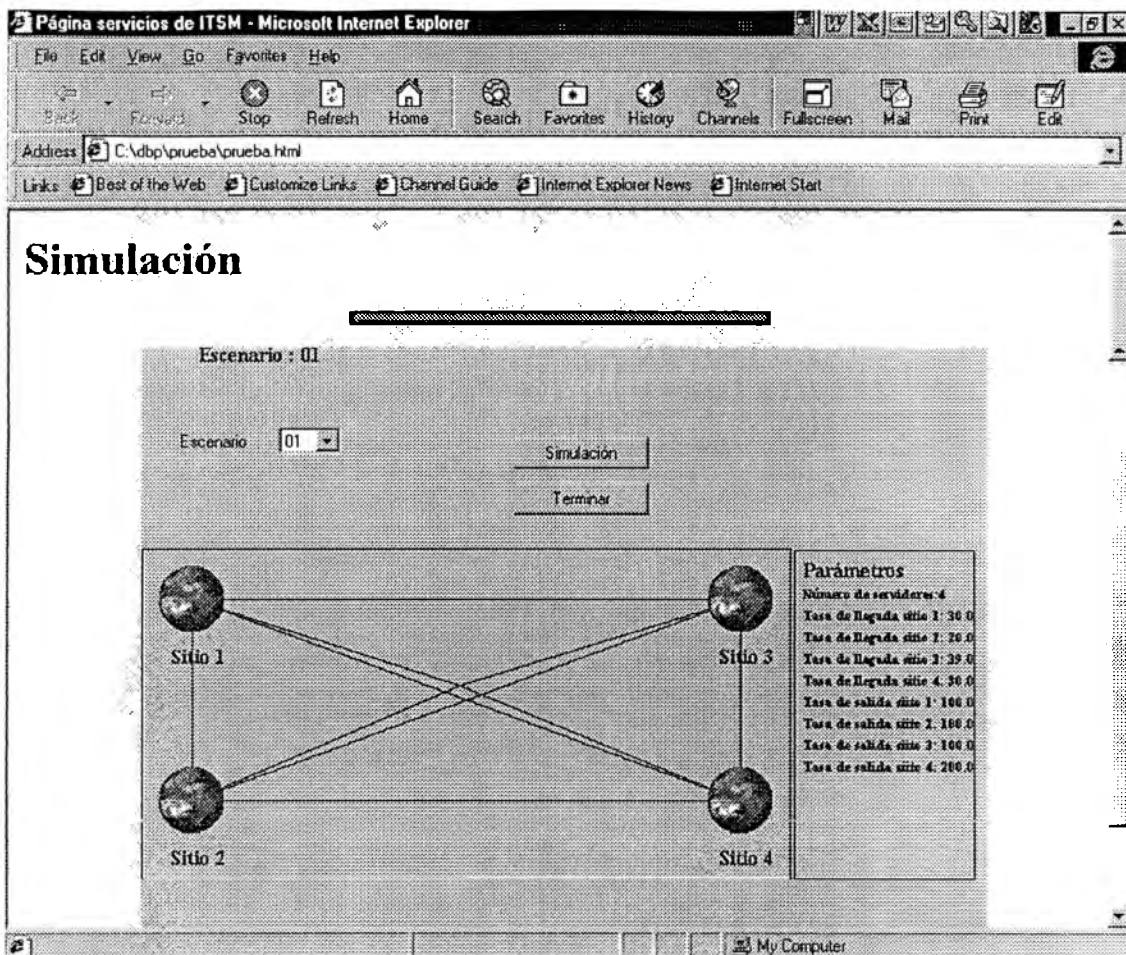 Página servicios de ITSM - Microsoft Internet Explorer
File Edit View Go Favorites Help
Back Forward Stop Refresh Home Search Favorites History Channels Fullscreen Mail Print Edit
Address C:\dbp\prueba\prueba.html
Links Best of the Web Customize Links Channel Guide Internet Explorer News Internet Start
Simulación
Escenario : 01
Escenario 01
Simulación
Terminar
Sitio 1
Sitio 3
Sitio 2
Sitio 4
Parámetros
Número de servidores: 4
Tasa de llegada sitio 1: 30.0
Tasa de llegada sitio 2: 20.0
Tasa de llegada sitio 3: 39.0
Tasa de llegada sitio 4: 30.0
Tasa de salida sitio 1: 100.0
Tasa de salida sitio 2: 100.0
Tasa de salida sitio 3: 100.0
Tasa de salida sitio 4: 200.0
My Computer